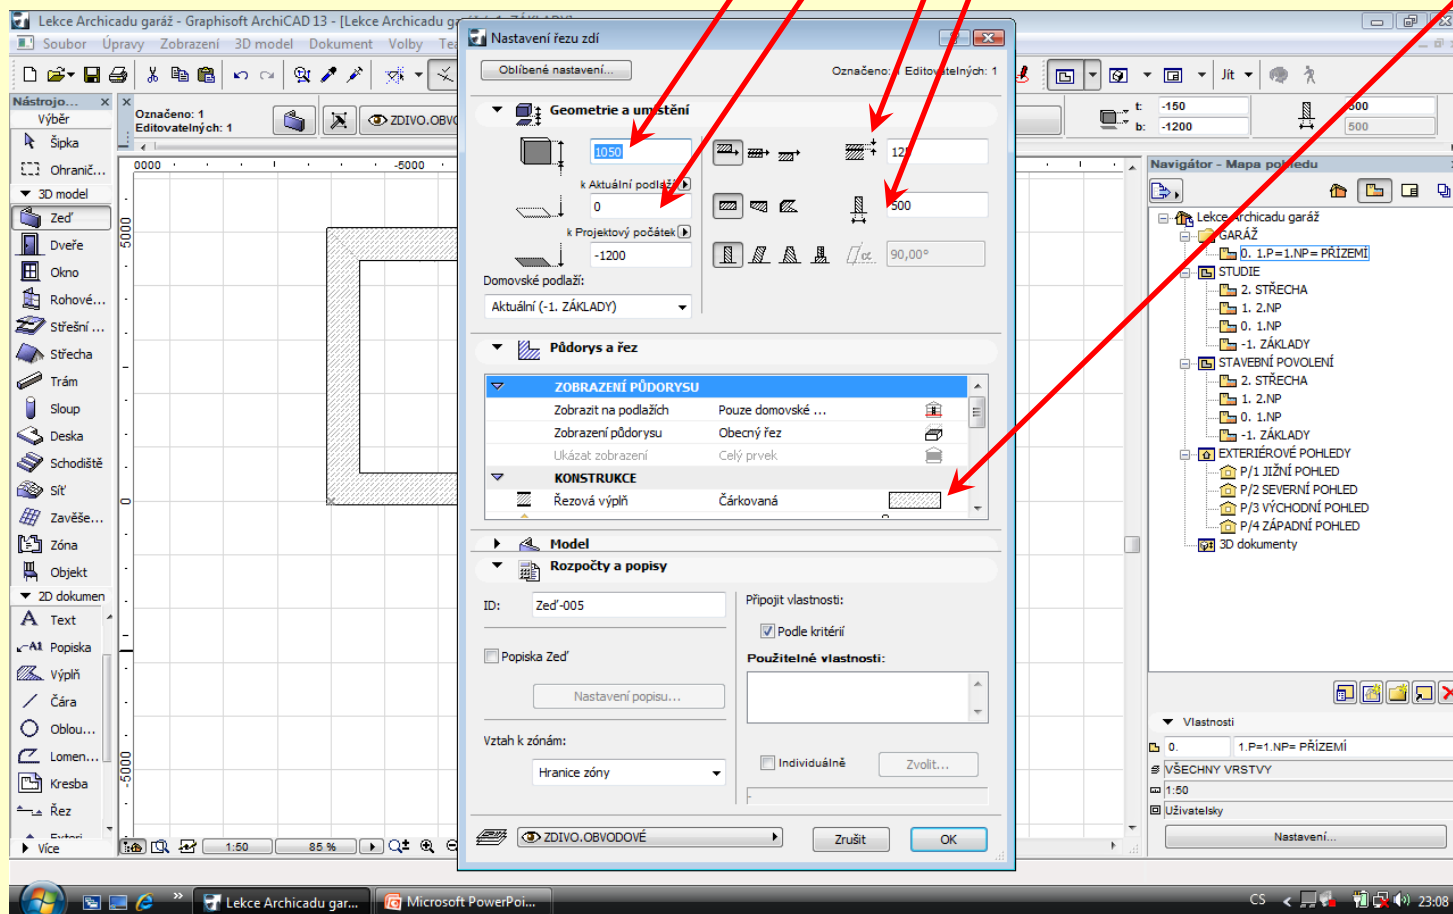 Lekce Archicadu garáž - Graphisoft ArchiCAD 13 - [Lekce Archicadu
Soubor Úpravy Zobrazení 3D model Dokument Volby
Nastavení řezu zdí
Oblíbené nastavení...
Označeno: 1 Editovatelných: 1
Jít
Nástrojo...
Výběr
Šipka
Ohranič...
3D model
Zeď
Dveře
Okno
Rohové...
Střešní ...
Střecha
Trám
Sloup
Deska
Schodiště
Síť
Zavěše...
Zóna
Objekt
2D dokumen
Text
A1 Popiska
Výplň
Čára
Oblou...
Lomen...
Kresba
Řez
Více
Označeno: 1
Editovatelných: 1
ZDIVO.OBVO
0000
-5000
5000
0
-5000
1:50
85 %
Geometrie a umístění
1050
k Aktuální podlaží
0
k Projektový počátek
-1200
Domovské podlaží:
Aktuální (-1. ZÁKLADY)
500
90,00°
Půdorys a řez
ZOBRAZENÍ PŮDORYSU
Zobrazit na podlažích Pouze domovské ...
Zobrazení půdorysu Obecný řez
Ukázat zobrazení Celý prvek
KONSTRUKCE
Řezová výplň Čárkovaná
Model
Rozpočty a popisy
ID: Zeď-005
Připojit vlastnosti:
Podle kritérií
Popiska Zeď
Použitelné vlastnosti:
Nastavení popisu...
Vztah k zónám:
Hranice zóny
Individuálně
Zvolit...
ZDIVO.OBVODOVÉ
Zrušit
OK
t: -150
b: -1200
500
Navigátor - Mapa pohledu
Lekce Archicadu garáž
GARÁŽ
0. 1.P=1.NP= PŘÍZEMÍ
STUDIE
2. STŘECHA
1. 2.NP
0. 1.NP
-1. ZÁKLADY
STAVEBNÍ POVOLENÍ
2. STŘECHA
1. 2.NP
0. 1.NP
-1. ZÁKLADY
EXTERIÉROVÉ POHLEDY
P/1 JIŽNÍ POHLED
P/2 SEVERNÍ POHLED
P/3 VÝCHODNÍ POHLED
P/4 ZÁPADNÍ POHLED
3D dokumenty
Vlastnosti
0. 1.P=1.NP= PŘÍZEMÍ
VŠECHNY VRSTVY
1:50
Uživatelsky
Nastavení...
Lekce Archicadu gar...
Microsoft PowerPoi...
CS
23:08